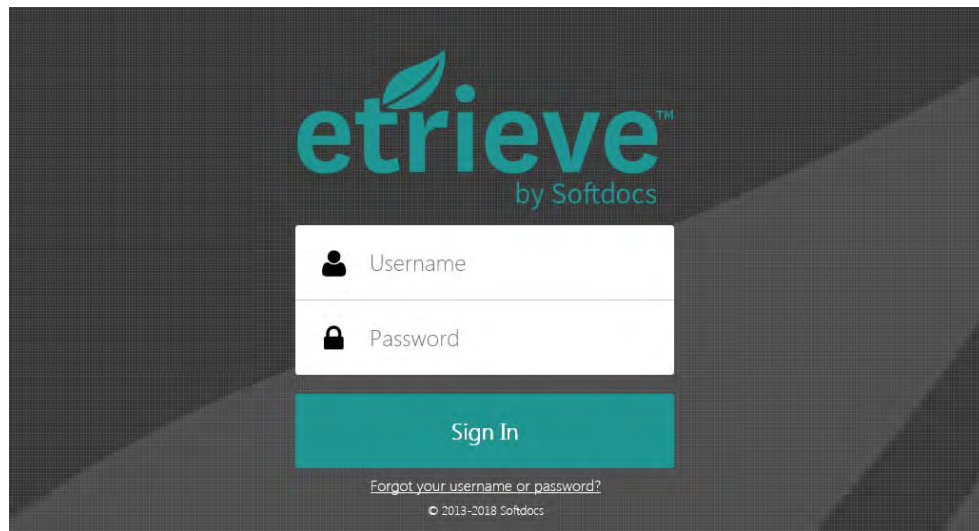 etrieve™
by Softdocs
Username
Password
Sign In
Forgot your username or password?
© 2013-2018 Softdocs